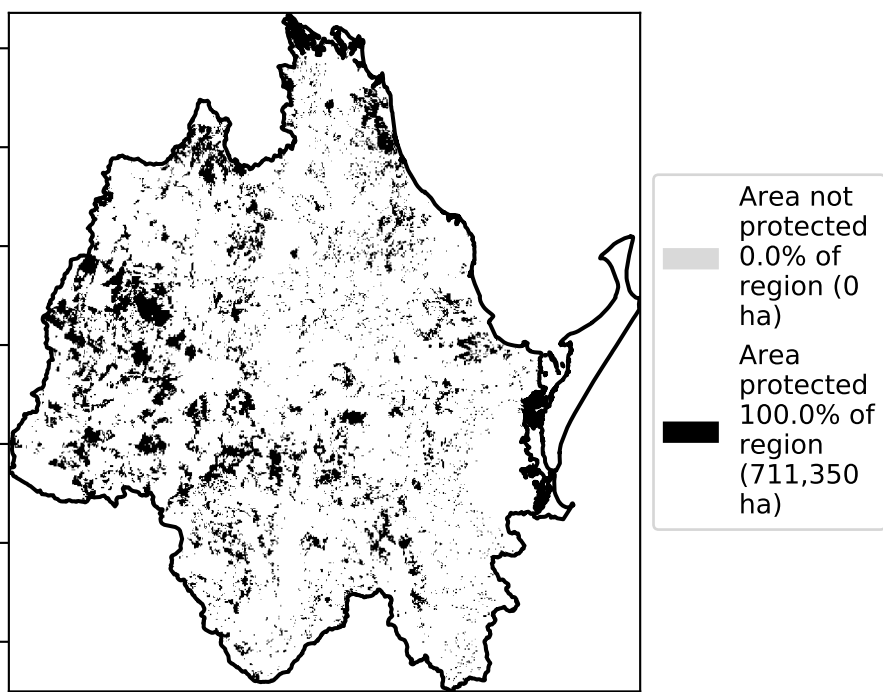 Area not
protected
0.0% of
region (0
ha)
Area
protected
100.0% of
region
(711,350
ha)